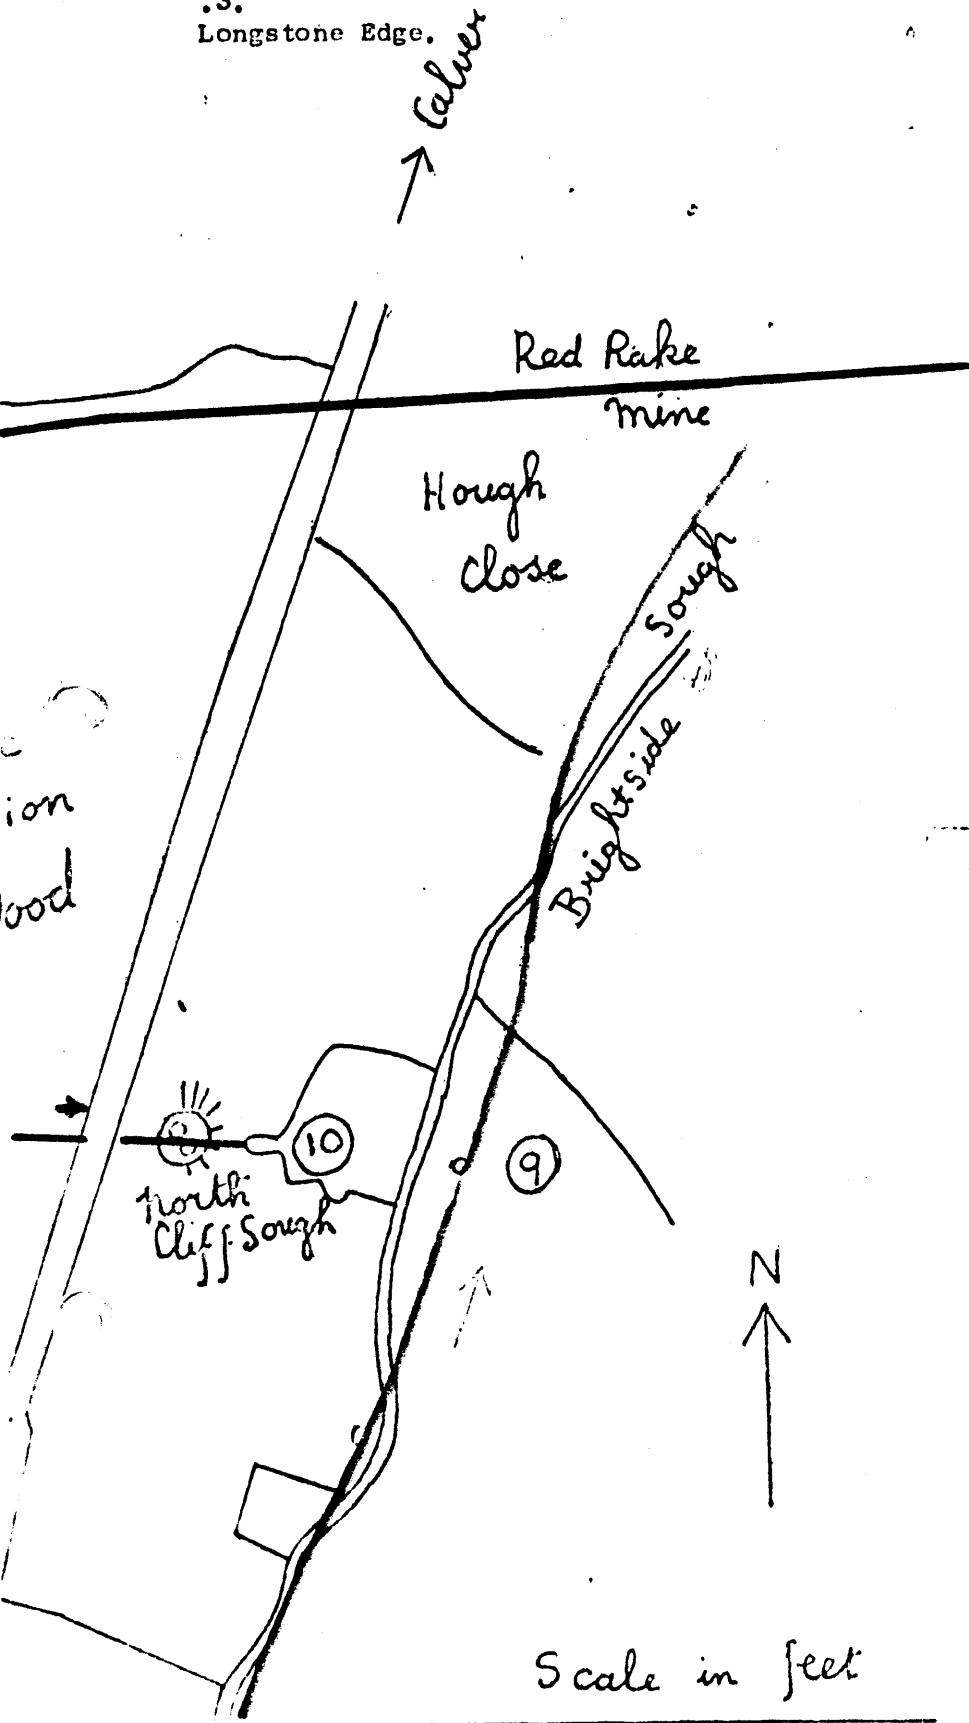 .3.
Longstone Edge.
Calver
Red Rake
mine
Hough
Close
Sough
Brightside
ion
ood
10
9
North
Cliff Sough
N
Scale in feet